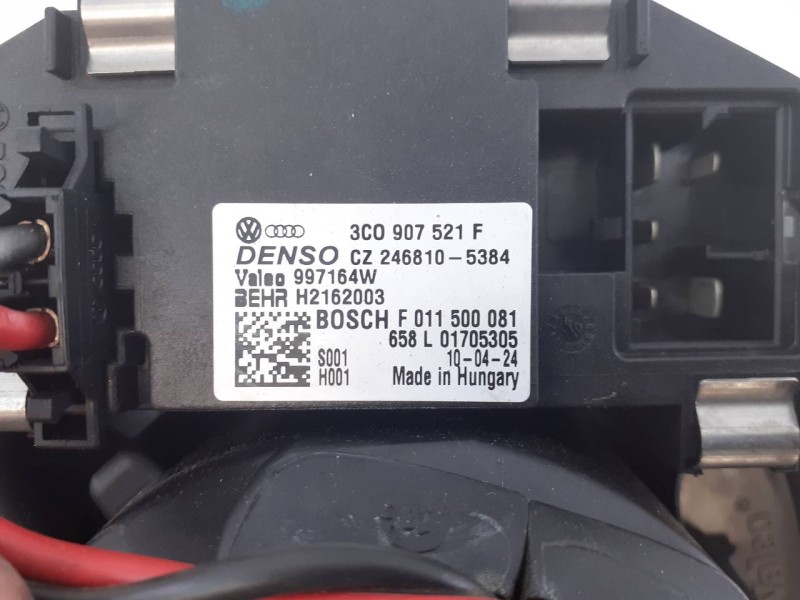 3C0 907 521 F
DENSO CZ 246810-5384
Valeo 997164W
BEHR H2162003
BOSCH F 011 500 081
658 L 01705305
S001 10-04-24
H001 Made in Hungary
Valeo